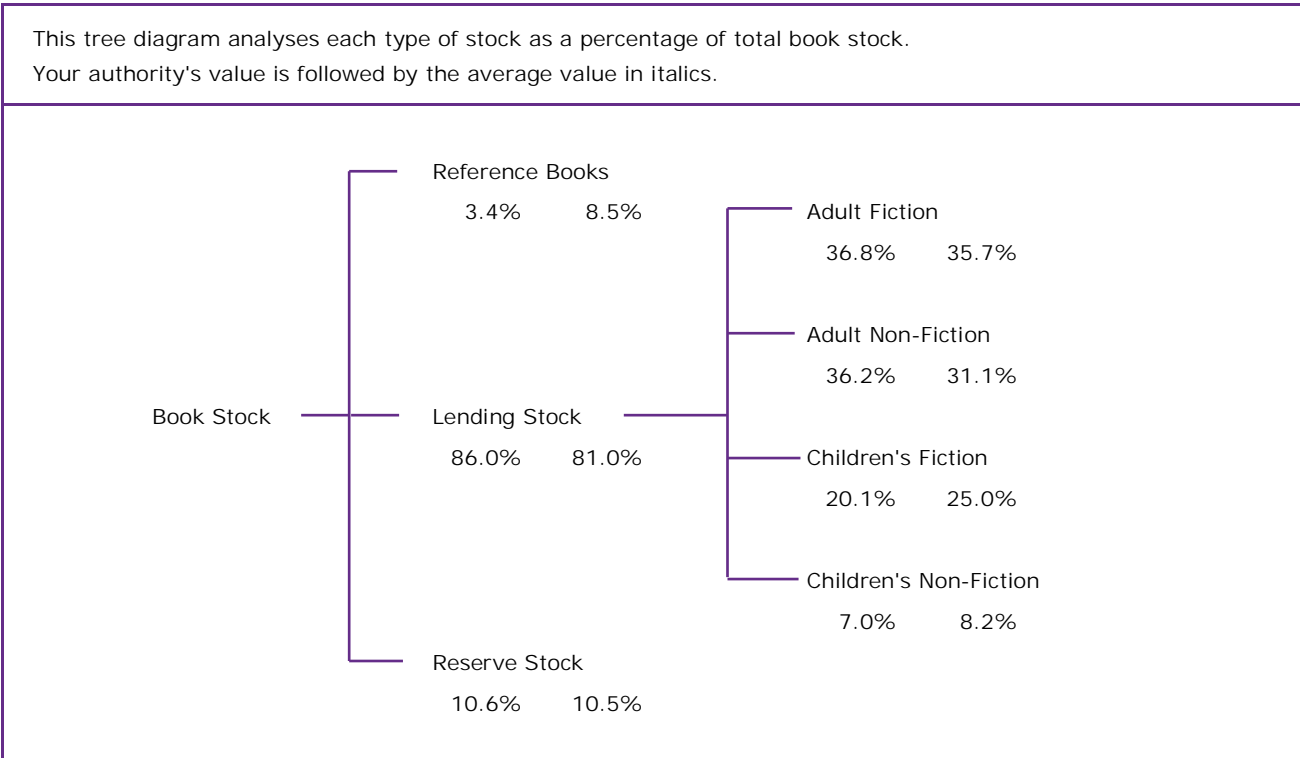 This tree diagram analyses each type of stock as a percentage of total book stock.
Your authority's value is followed by the average value in italics.
Reference Books
3.4% 8.5%
Adult Fiction
36.8% 35.7%
Adult Non-Fiction
36.2% 31.1%
Book Stock
Lending Stock
86.0% 81.0%
Children's Fiction
20.1% 25.0%
Children's Non-Fiction
7.0% 8.2%
Reserve Stock
10.6% 10.5%